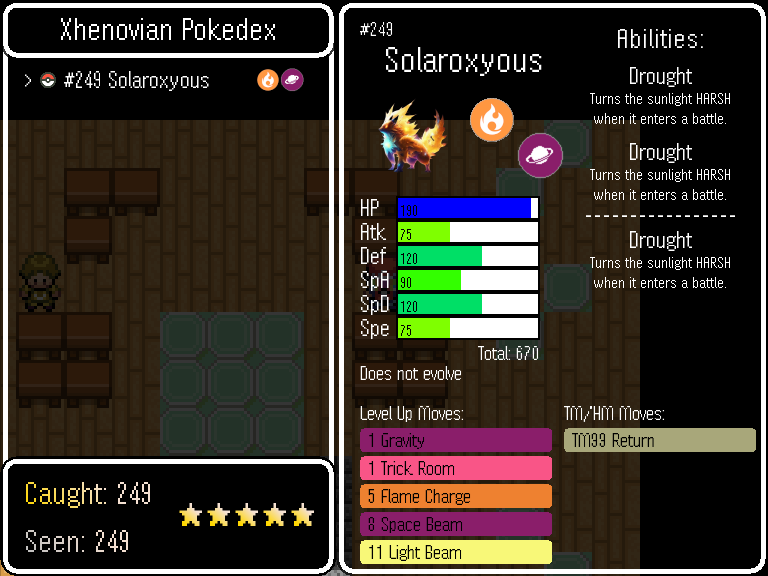 Xhenovian Pokedex
> #249 Solaroxyous
Caught: 249
Seen: 249
#249
Solaroxyous
HP 190
Atk 75
Def 120
SpA 90
SpD 120
Spe 75
Total: 670
Does not evolve
Abilities:
Drought
Turns the sunlight HARSH
when it enters a battle.
Drought
Turns the sunlight HARSH
when it enters a battle.
Drought
Turns the sunlight HARSH
when it enters a battle.
Level Up Moves:
1 Gravity
1 Trick Room
5 Flame Charge
8 Space Beam
11 Light Beam
TM/HM Moves:
TM99 Return